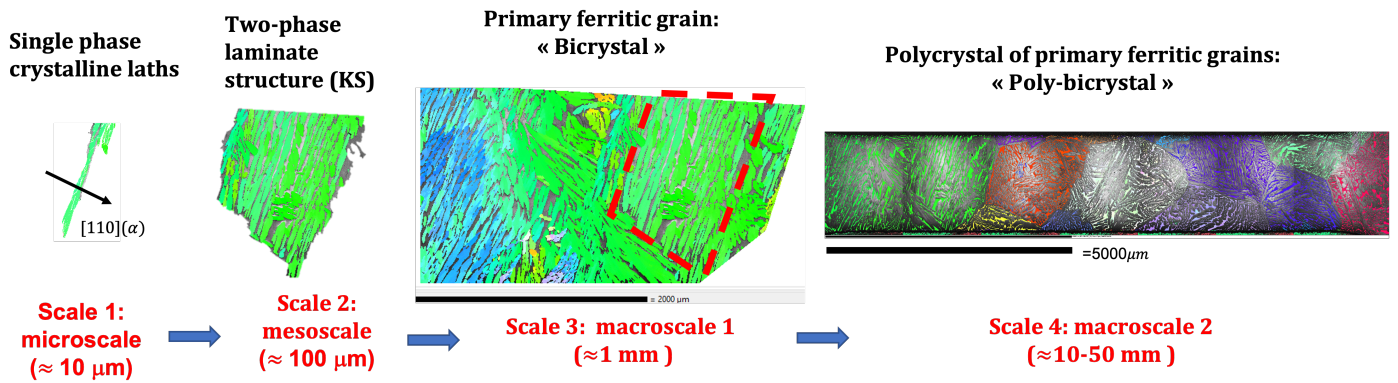 Single phase
crystalline laths
[110](α)
Scale 1:
microscale
(≈ 10 μm)
Two-phase
laminate
structure (KS)
Scale 2:
mesoscale
(≈ 100 μm)
Primary ferritic grain:
« Bicrystal »
= 2000 µm
Scale 3: macroscale 1
(≈1 mm )
Polycrystal of primary ferritic grains:
« Poly-bicrystal »
=5000μm
Scale 4: macroscale 2
(≈10-50 mm )